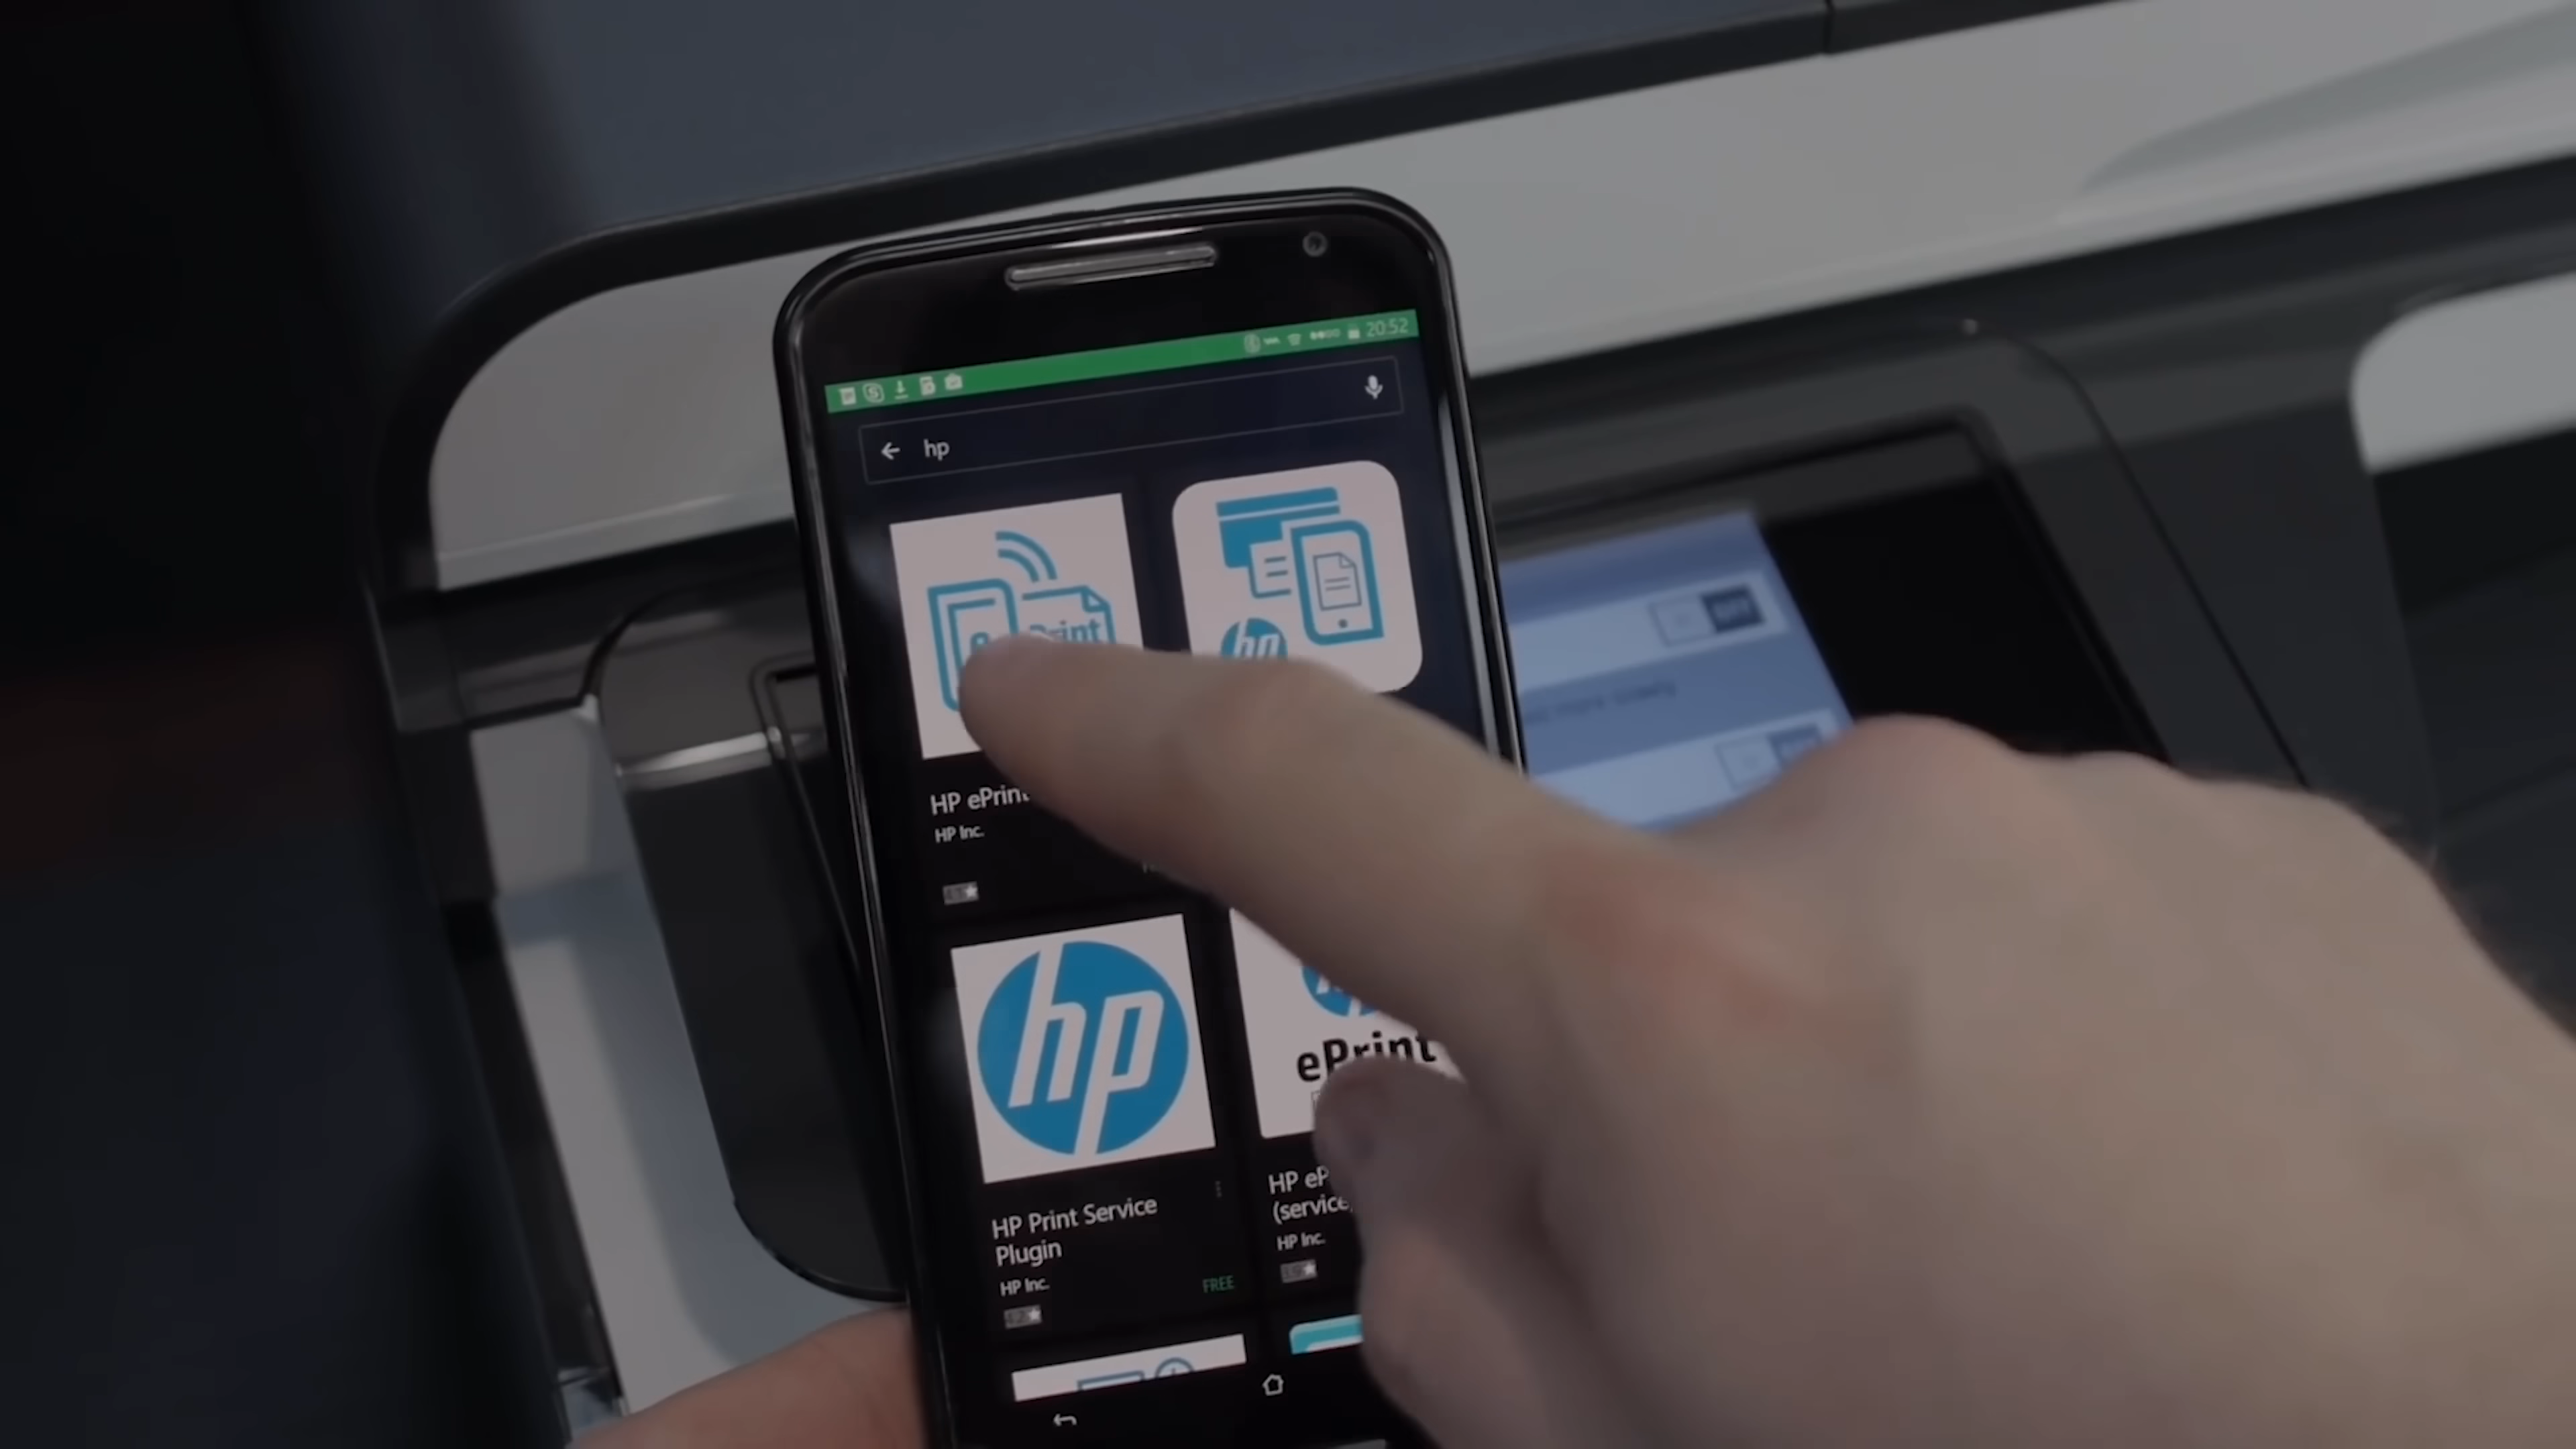 20:52
hp
Print
hp
HP ePrint
HP Inc.
hp
ePrint
HP Print Service
Plugin
HP Inc.
FREE
HP eP
(service
HP Inc.